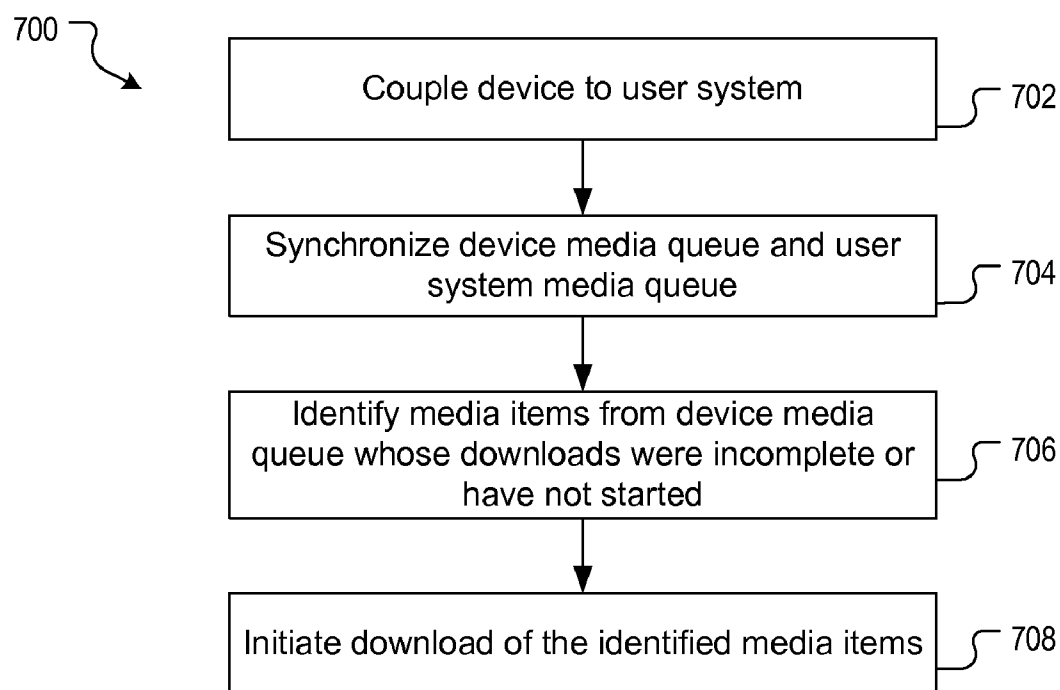 700
Couple device to user system
702
Synchronize device media queue and user
system media queue
704
Identify media items from device media
queue whose downloads were incomplete or
have not started
706
Initiate download of the identified media items
708